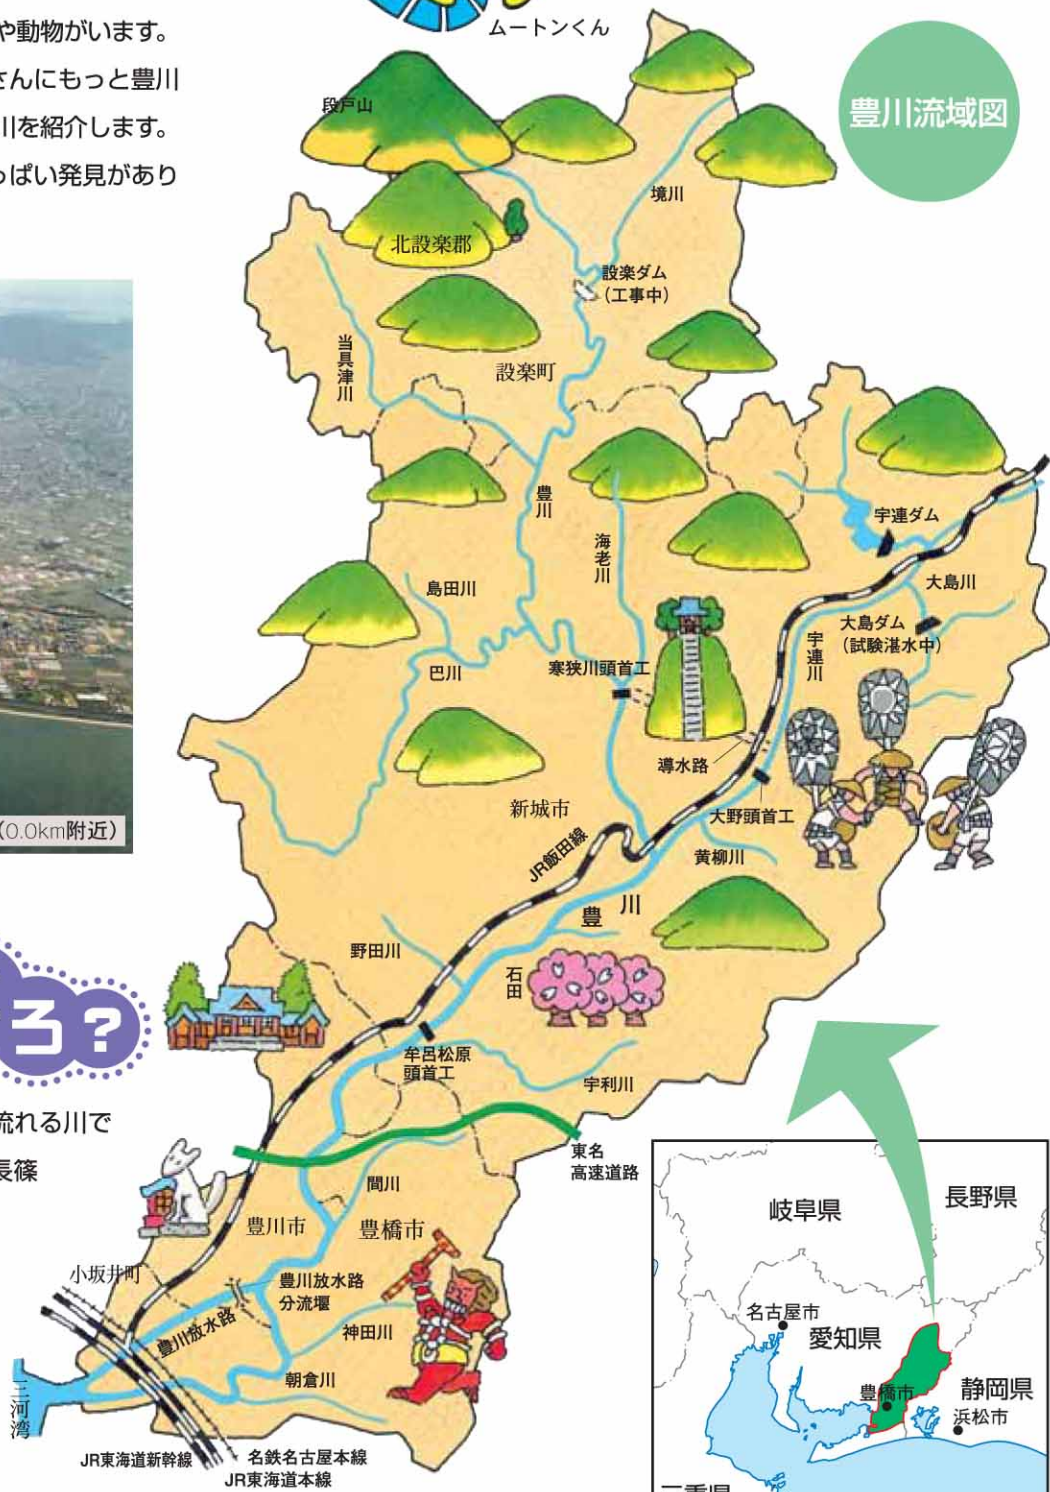 や動物がいます。
さんにもっと豊川
川を紹介します。
っぱい発見があり
ムートンくん
豊川流域図
段戸山
境川
北設楽郡
設楽ダム
（工事中）
当具津川
設楽町
豊川
海老川
宇連ダム
島田川
大島川
大島ダム
（試験湛水中）
宇連川
巴川
寒狭川頭首工
導水路
（0.0km附近）
新城市
大野頭首工
JR飯田線
黄柳川
豊川
野田川
石田
ろ？
牟呂松原
頭首工
宇利川
流れる川で
長篠
東名
高速道路
間川
豊川市
豊橋市
小坂井町
豊川放水路
分流堰
豊川放水路
神田川
朝倉川
三河湾
JR東海道新幹線
名鉄名古屋本線
JR東海道本線
岐阜県
長野県
名古屋市
愛知県
豊橋市
静岡県
浜松市
三重県